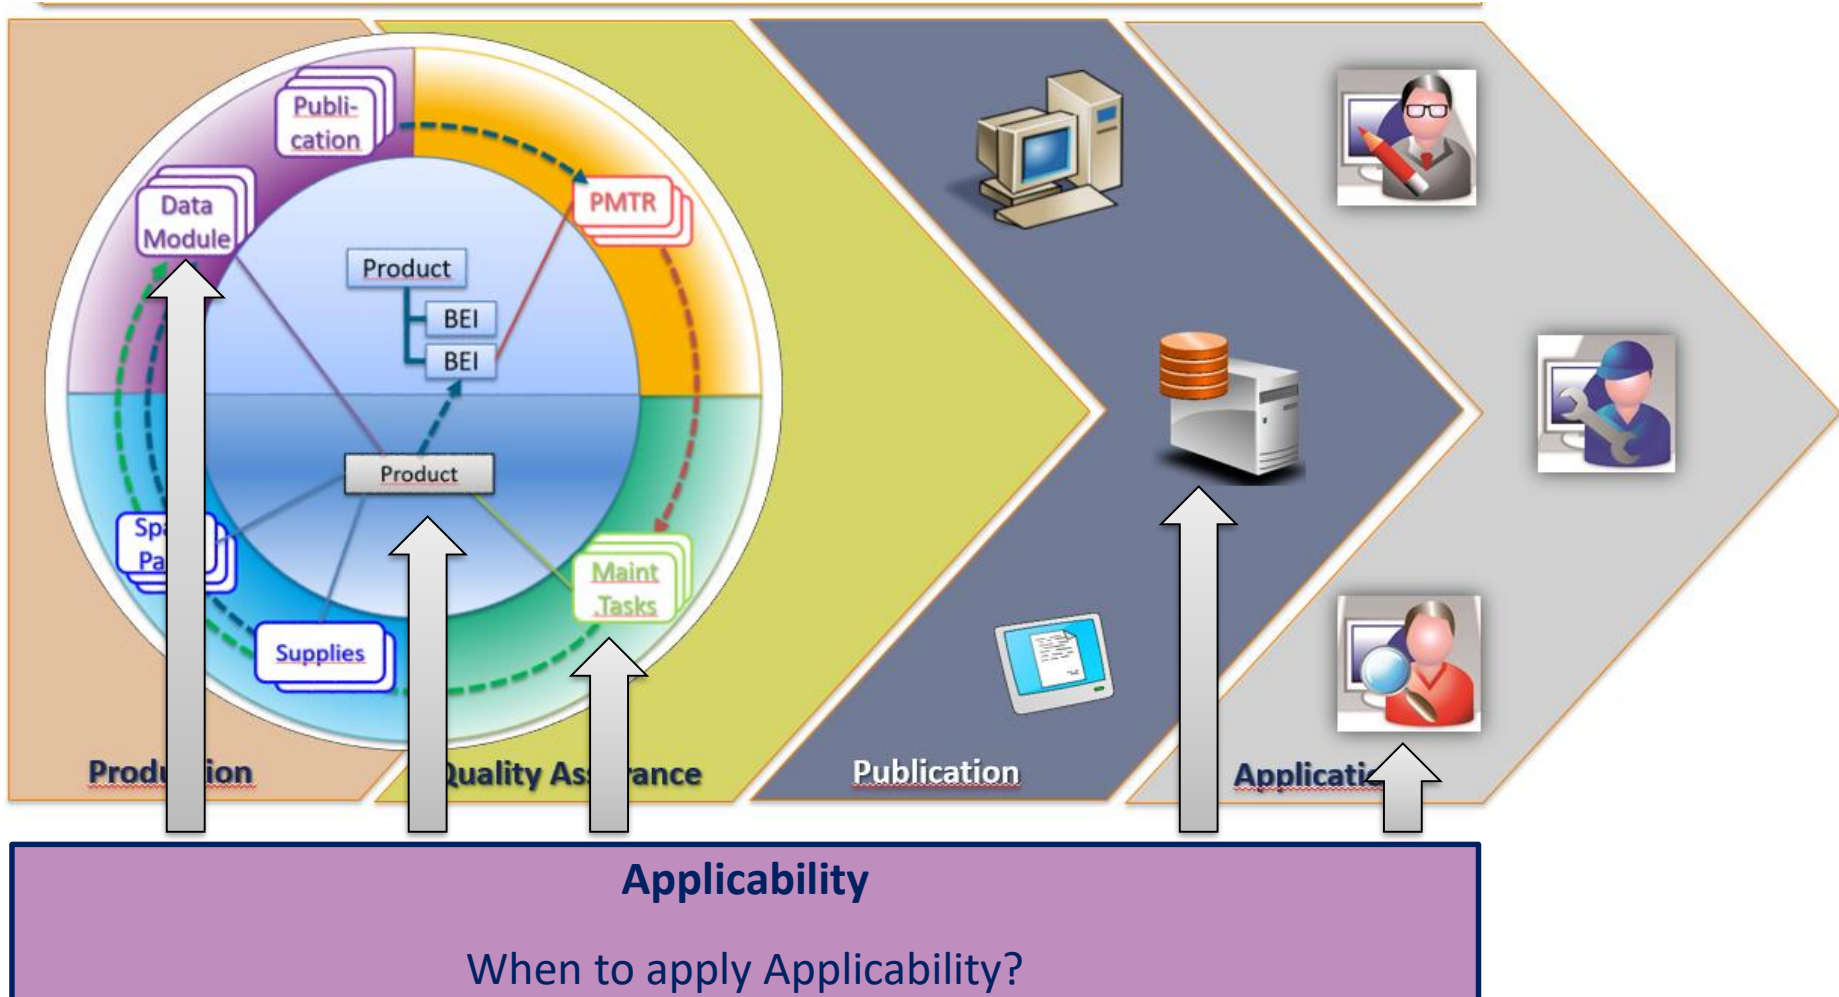 Publi-
cation
Data
Module
PMTR
Product
BEI
BEI
Product
Maint
.Tasks
Supplies
Publication
Applicability
When to apply Applicability?